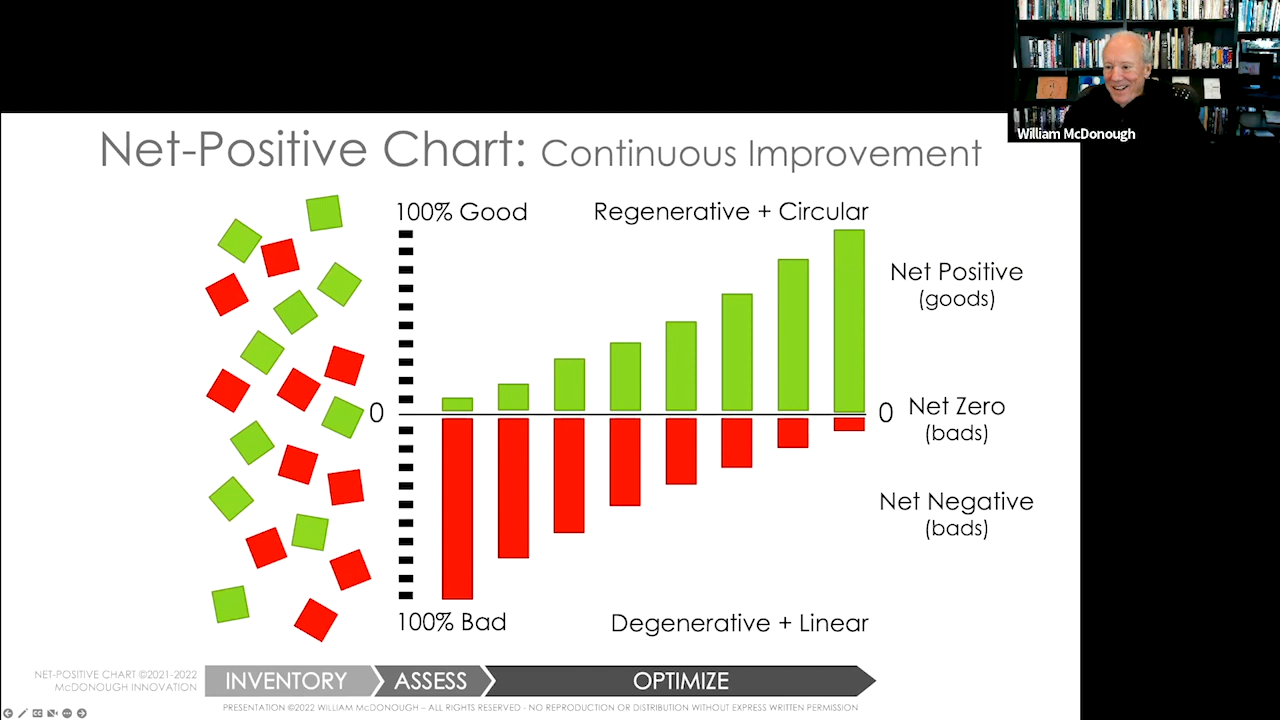 William McDonough
Net-Positive Chart: Continuous Improvement
100% Good
Regenerative + Circular
Net Positive
(goods)
0
0
Net Zero
(bads)
Net Negative
(bads)
100% Bad
Degenerative + Linear
NET-POSITIVE CHART ©2021-2022
McDONOUGH INNOVATION
INVENTORY
ASSESS
OPTIMIZE
PRESENTATION ©2022 WILLIAM McDONOUGH – ALL RIGHTS RESERVED - NO REPRODUCTION OR DISTRIBUTION WITHOUT EXPRESS WRITTEN PERMISSION